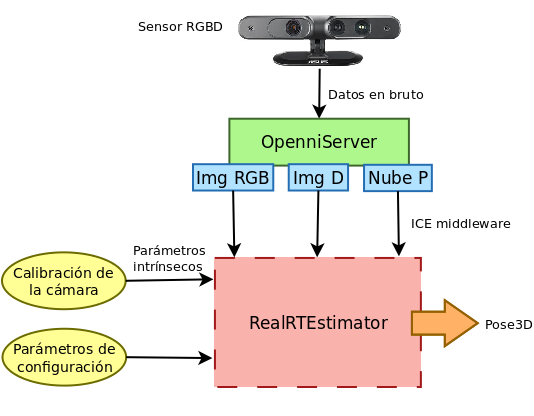 Sensor RGBD
Datos en bruto
OpenniServer
Img RGB
Img D
Nube P
ICE middleware
Parámetros
intrínsecos
Calibración de
la cámara
RealRTEstimator
Pose3D
Parámetros de
configuración